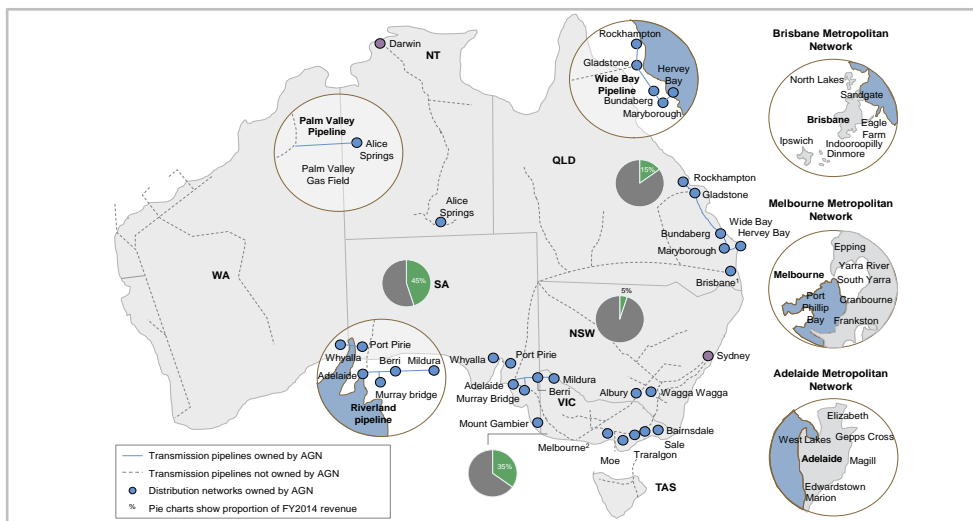 Darwin
NT
Palm Valley
Pipeline
Alice
Springs
Palm Valley
Gas Field
Alice
Springs
WA
Rockhampton
Gladstone
Wide Bay
Pipeline
Hervey
Bay
Bundaberg
Maryborough
QLD
15%
Rockhampton
Gladstone
Wide Bay
Hervey Bay
Bundaberg
Maryborough
Brisbane¹
45%
SA
5%
NSW
Sydney
Whyalla
Port Pirie
Adelaide
Berri
Mildura
Murray bridge
Riverland
pipeline
Whyalla
Port Pirie
Adelaide
Murray Bridge
Mildura
Berri
VIC
Albury
Wagga Wagga
Mount Gambier
Melbourne²
Moe
Traralgon
Sale
Bairnsdale
35%
TAS
Brisbane Metropolitan
Network
North Lakes
Sandgate
Brisbane
Eagle
Farm
Ipswich
Indooroopilly
Dinmore
Melbourne Metropolitan
Network
Epping
Yarra River
Melbourne
South Yarra
Port
Phillip
Bay
Cranbourne
Frankston
Adelaide Metropolitan
Network
Elizabeth
West Lakes
Gepps Cross
Adelaide
Magill
Edwardstown
Marion
Transmission pipelines owned by AGN
Transmission pipelines not owned by AGN
Distribution networks owned by AGN
% Pie charts show proportion of FY2014 revenue